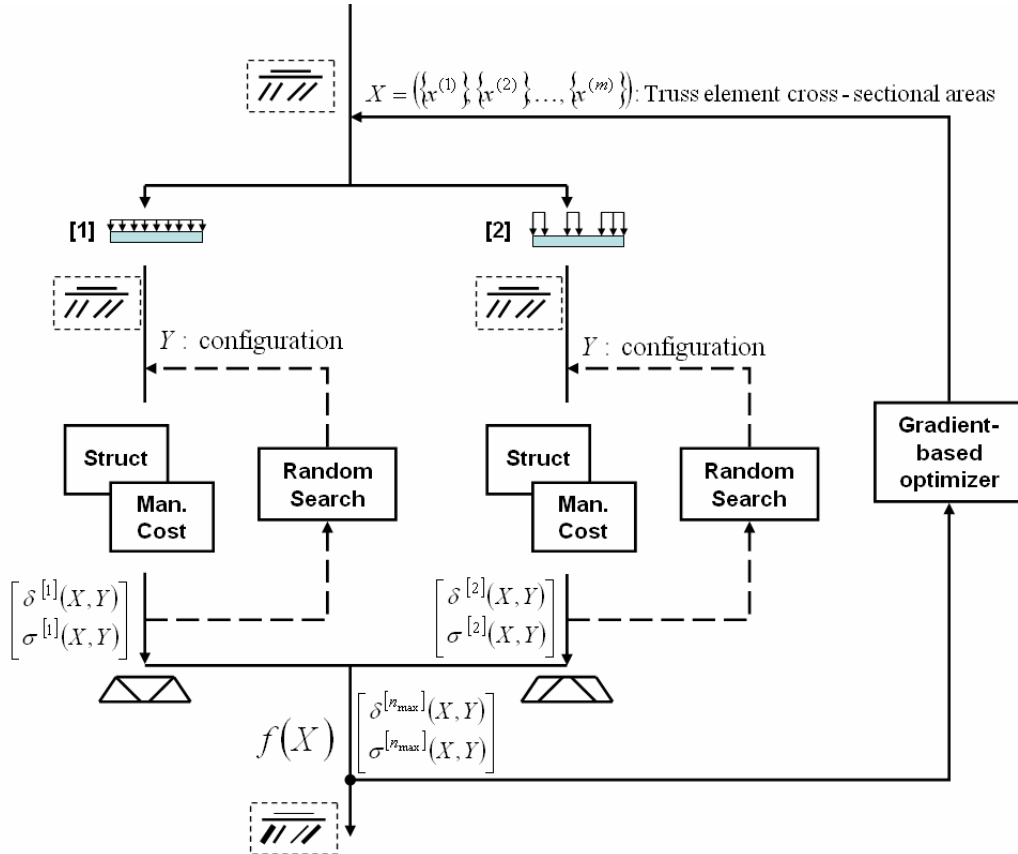 X = ({x^(1)}, {x^(2)}, ..., {x^(m)}) : Truss element cross-sectional areas
[1]
[2]
Y : configuration
Y : configuration
Struct
Man. Cost
Random Search
Struct
Man. Cost
Random Search
Gradient-
based
optimizer
δ^[1](X,Y)
σ^[1](X,Y)
δ^[2](X,Y)
σ^[2](X,Y)
f(X)
δ^[n_max](X,Y)
σ^[n_max](X,Y)